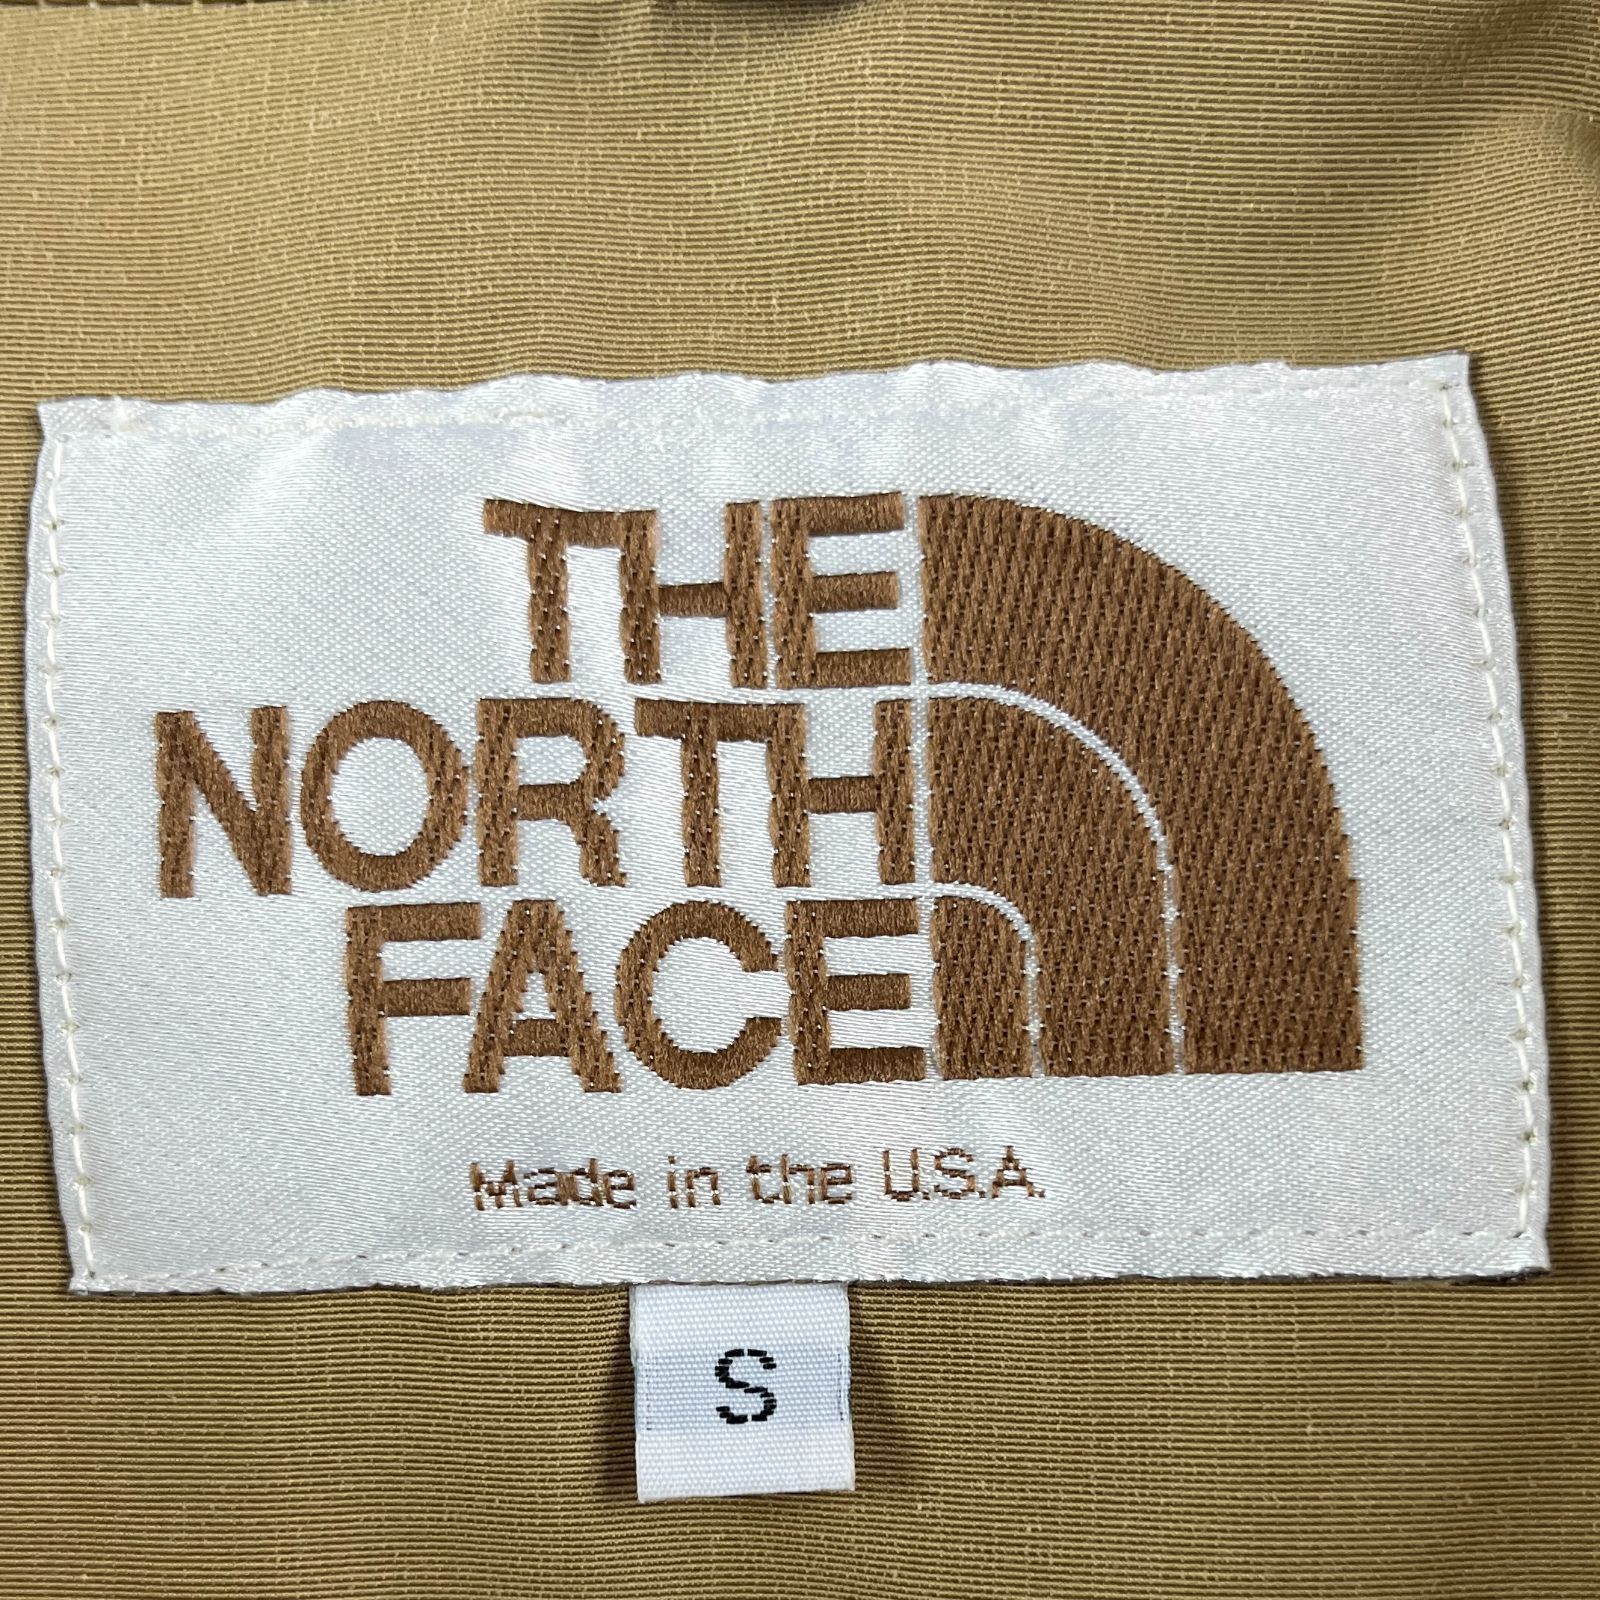 THE
NORTH
FACE
Made in the U.S.A.
S